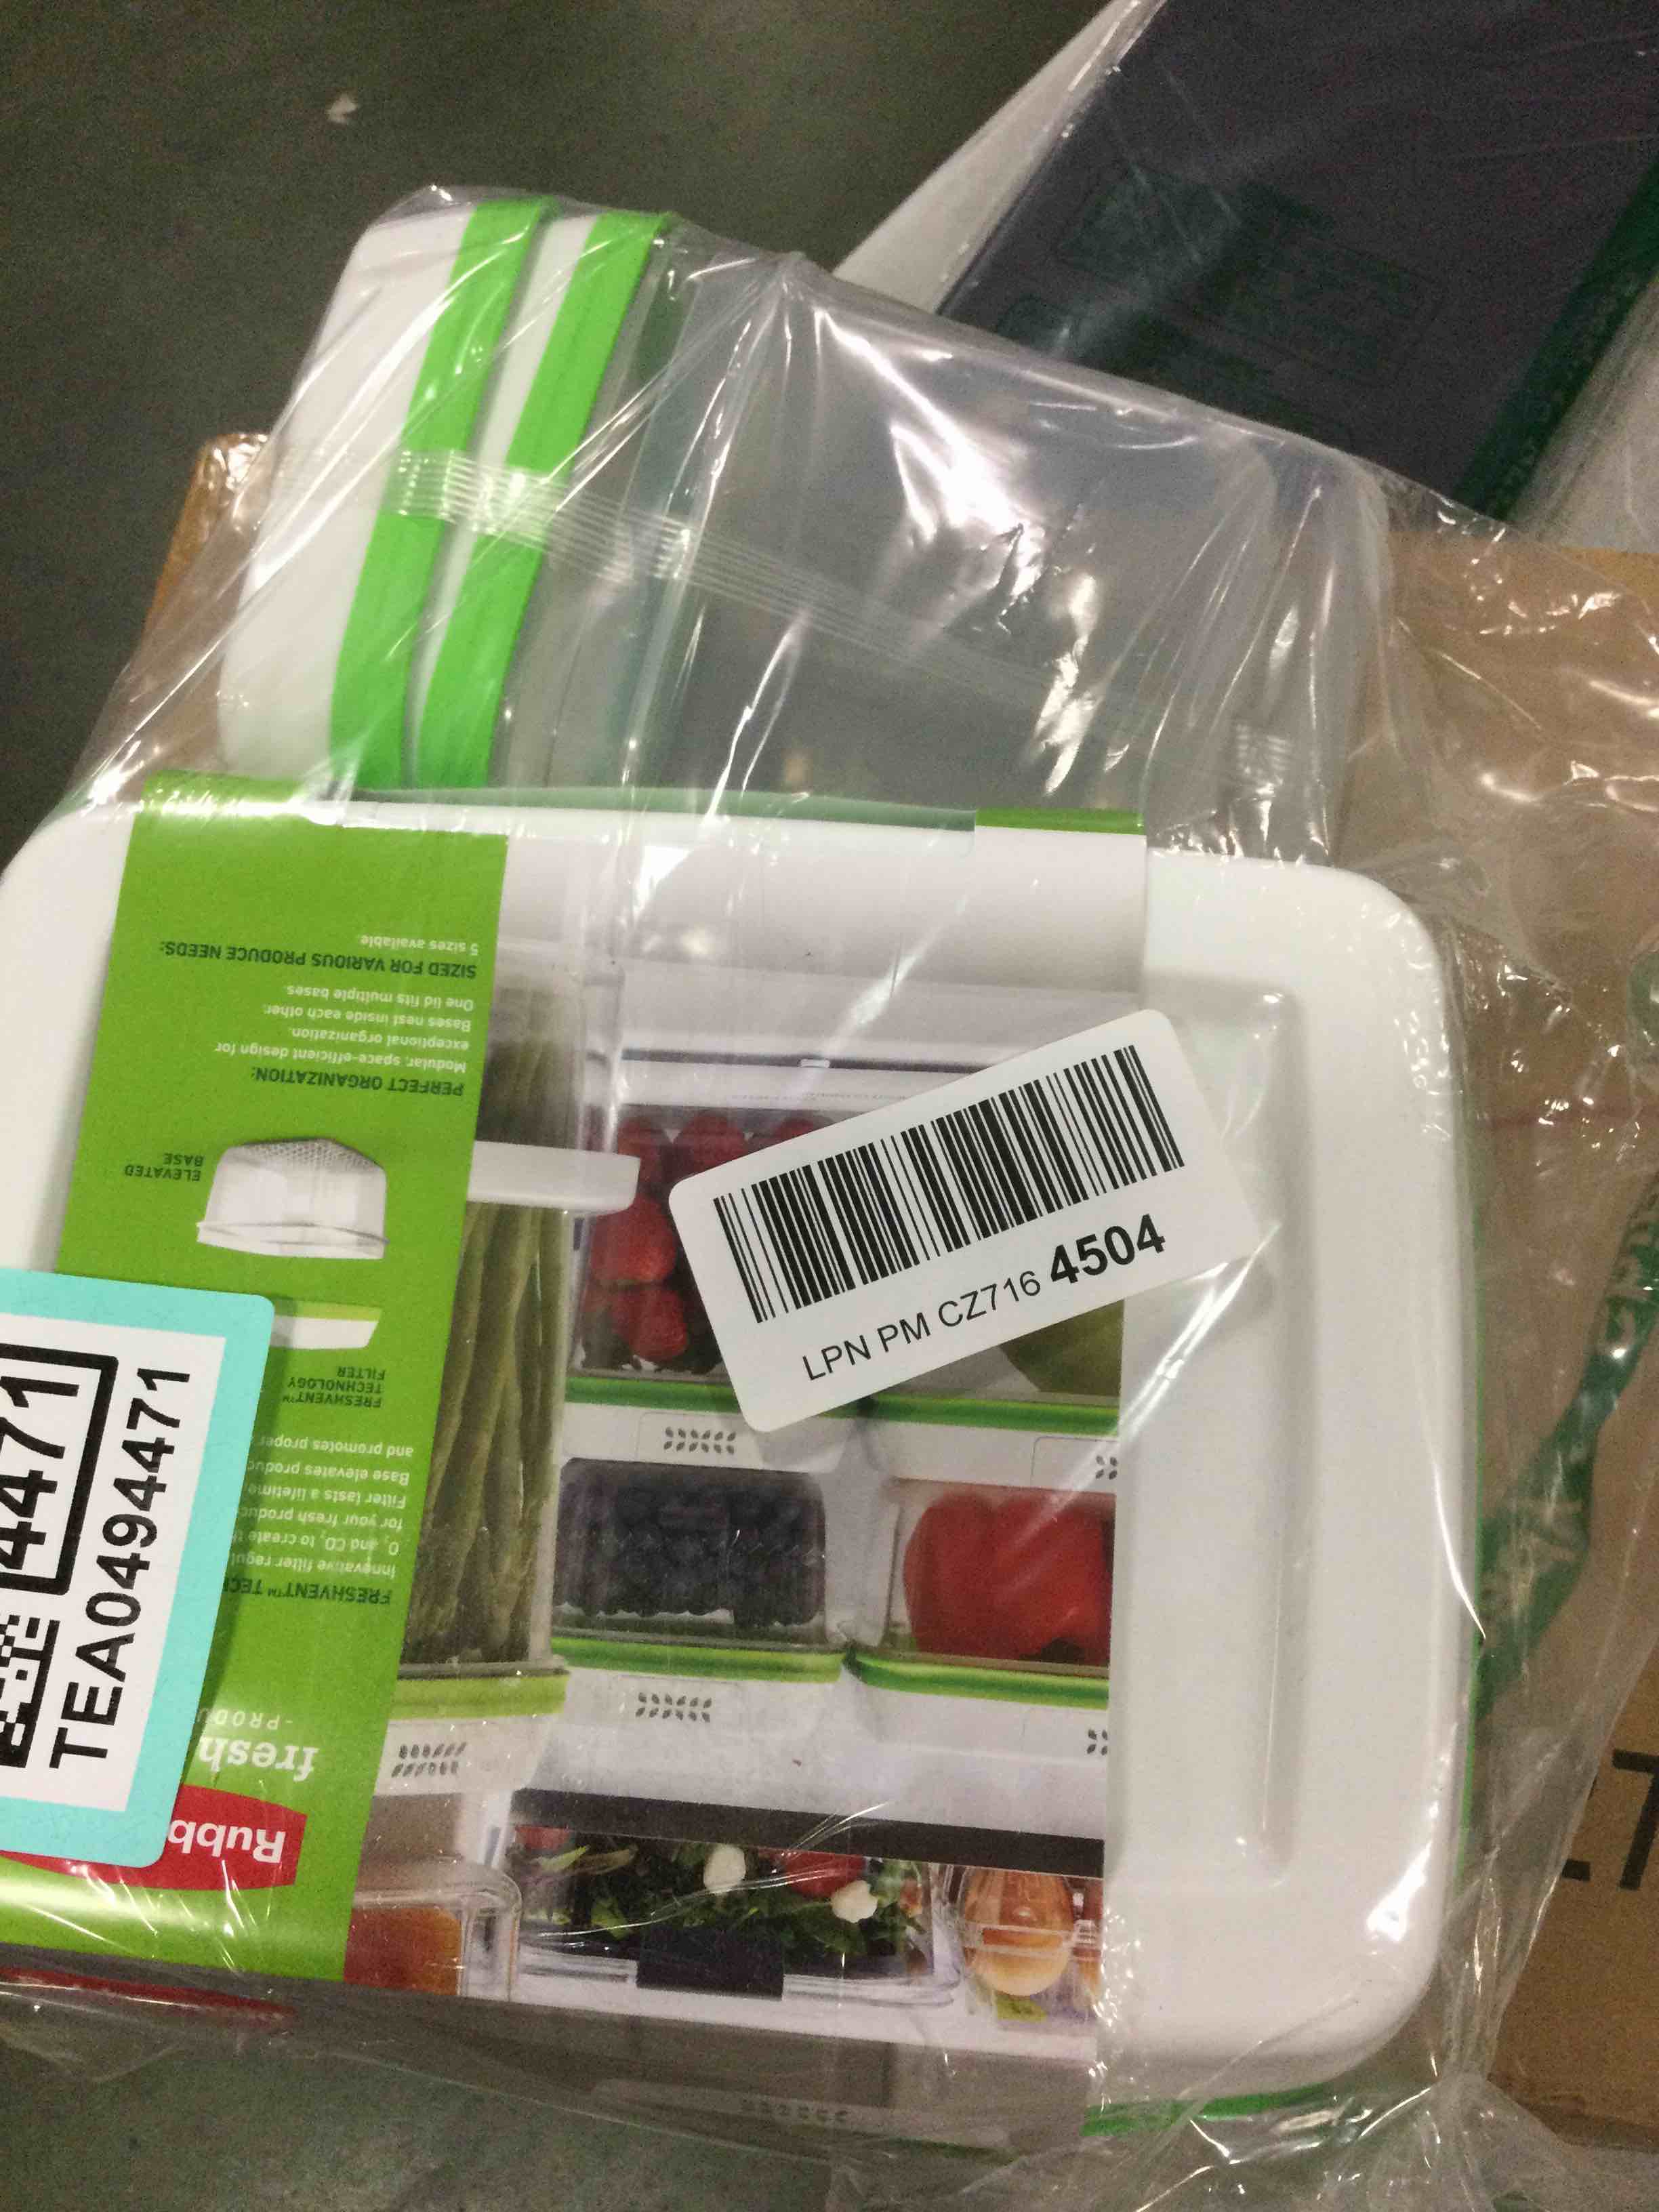 LPN PM CZ716 4504
4471
TEA049471
Rubb
fresh
FRESHVENT™ TECH
Innovative filter regul
O₂ and CO₂ to create
for your fresh produc
Filter lasts a lifetime.
Base elevates produc
and promotes proper
FRESHVENT™
TECHNOLOGY
FILTER
ELEVATED
BASE
PERFECT ORGANIZATION:
Modular, space-efficient design for
exceptional organization.
Bases nest inside each other.
One lid fits multiple bases.
SIZED FOR VARIOUS PRODUCE NEEDS:
5 sizes available.